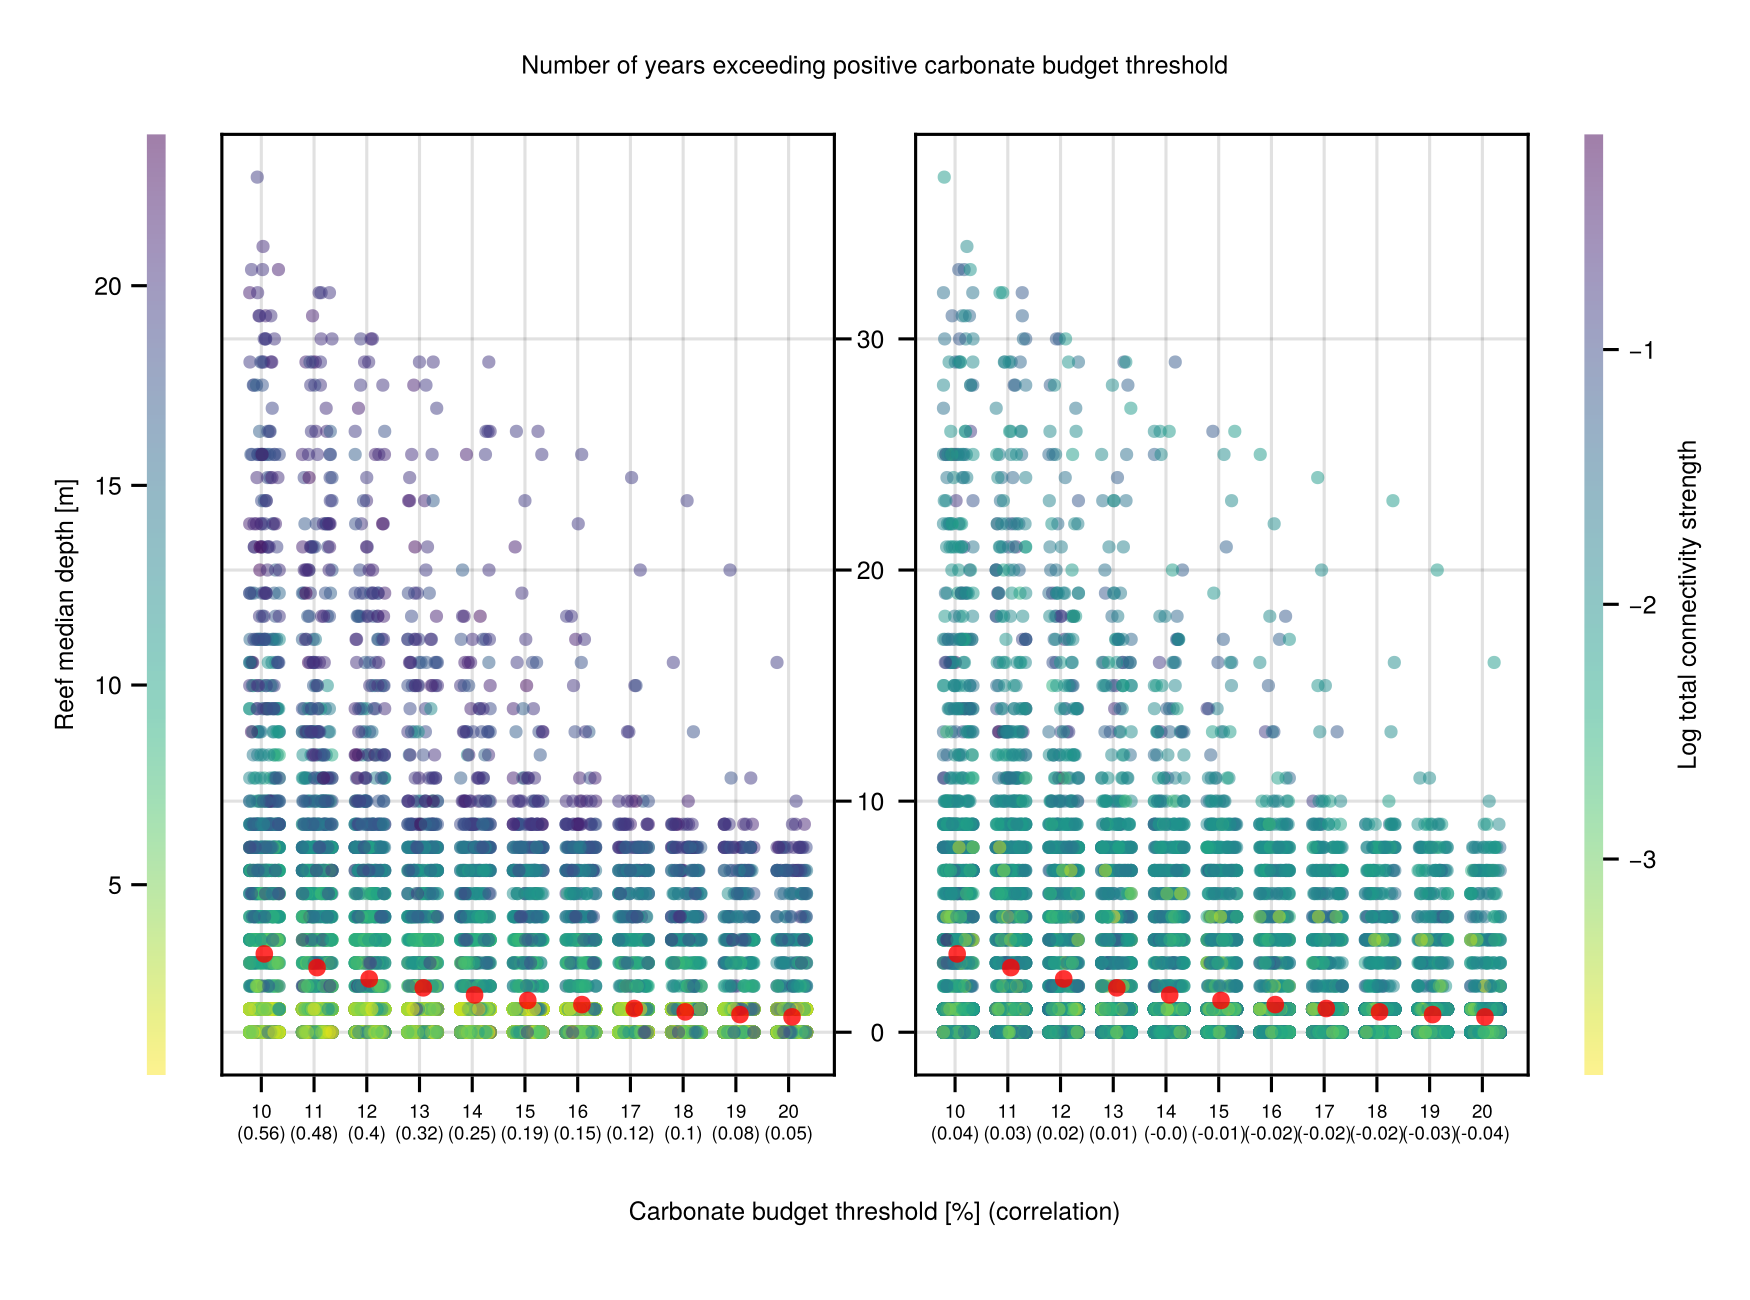 Number of years exceeding positive carbonate budget threshold
Reef median depth [m]
20
15
10
5
30
20
10
0
10 11 12 13 14 15 16 17 18 19 20
(0.56) (0.48) (0.4) (0.32) (0.25) (0.19) (0.15) (0.12) (0.1) (0.08) (0.05)
10 11 12 13 14 15 16 17 18 19 20
(0.04) (0.03) (0.02) (0.01) (-0.0) (-0.01) (-0.02) (-0.02) (-0.02) (-0.03) (-0.04)
−1
−2
−3
Log total connectivity strength
Carbonate budget threshold [%] (correlation)